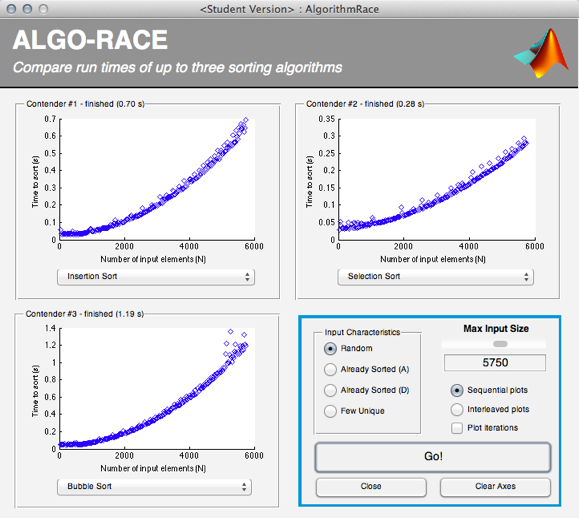 <Student Version> : AlgorithmRace
ALGO-RACE
Compare run times of up to three sorting algorithms
Contender #1 - finished (0.70 s)
0.7
0.6
0.5
0.4
0.3
0.2
0.1
0
Time to sort (s)
0 2000 4000 6000
Number of input elements (N)
Insertion Sort
Contender #2 - finished (0.28 s)
0.35
0.3
0.25
0.2
0.15
0.1
0.05
0
Time to sort (s)
0 2000 4000 6000
Number of input elements (N)
Selection Sort
Contender #3 - finished (1.19 s)
1.4
1.2
1
0.8
0.6
0.4
0.2
0
Time to sort (s)
0 2000 4000 6000
Number of input elements (N)
Bubble Sort
Input Characteristics
Random
Already Sorted (A)
Already Sorted (D)
Few Unique
Max Input Size
5750
Sequential plots
Interleaved plots
Plot iterations
Go!
Close Clear Axes